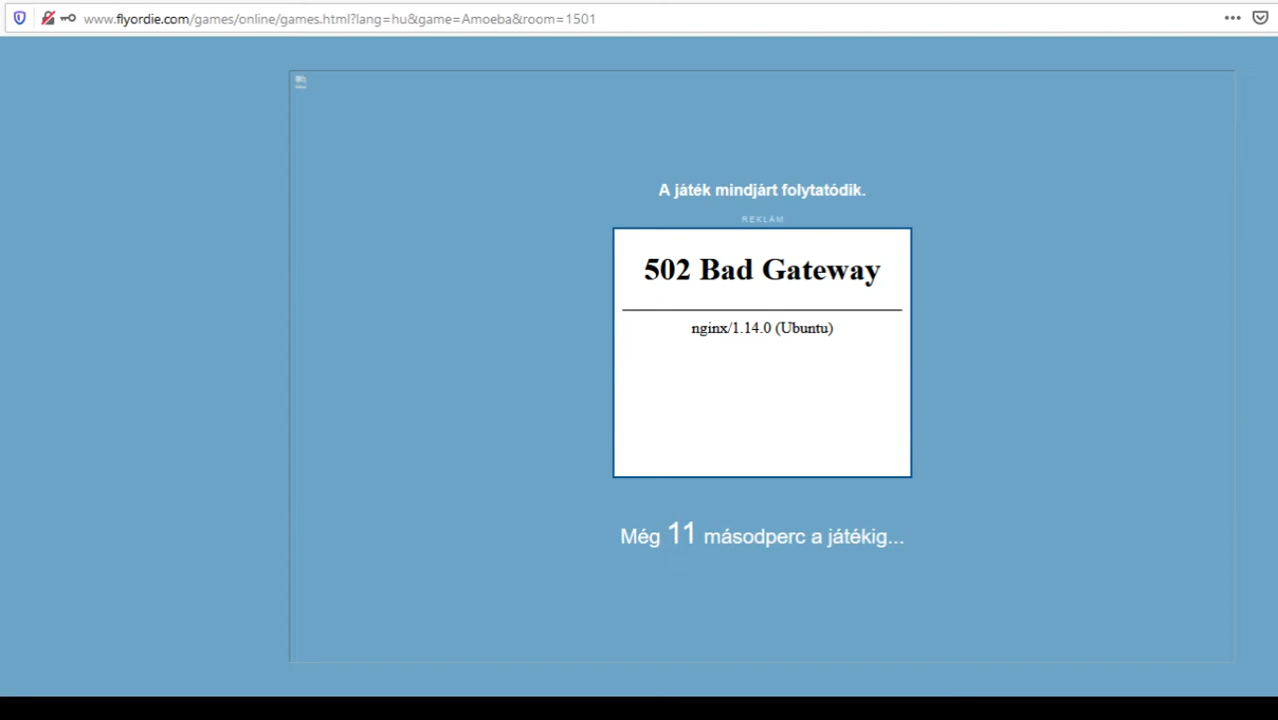 www.flyordie.com/games/online/games.html?lang=hu&game=Amoeba&room=1501
A játék mindjárt folytatódik.
REKLÁM
502 Bad Gateway
nginx/1.14.0 (Ubuntu)
Még 11 másodperc a játékig...